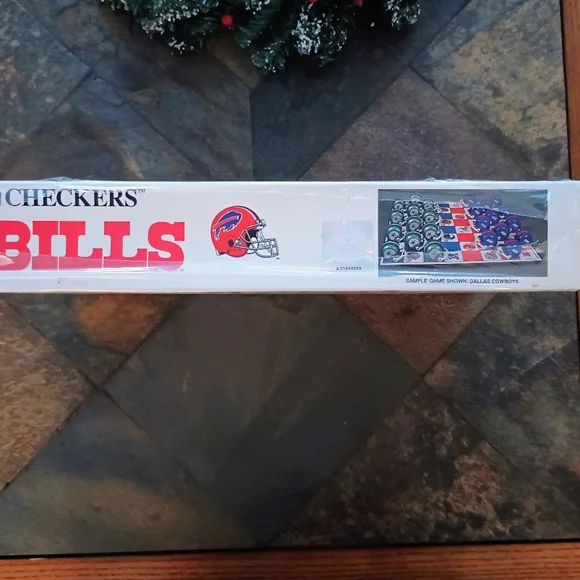 CHECKERS™
BILLS
SAMPLE GAME SHOWN: DALLAS COWBOYS